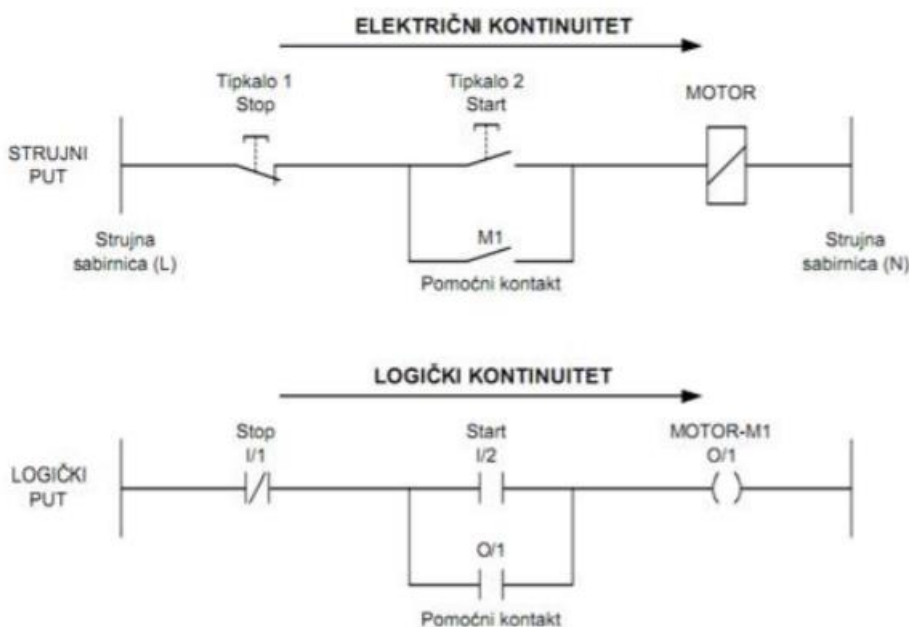 ELEKTRIČNI KONTINUITET
Tipkalo 1
Stop
Tipkalo 2
Start
MOTOR
STRUJNI
PUT
Strujna
sabirnica (L)
M1
Pomoćni kontakt
Strujna
sabirnica (N)
LOGIČKI KONTINUITET
Stop
I/1
Start
I/2
MOTOR-M1
O/1
LOGIČKI
PUT
O/1
Pomoćni kontakt